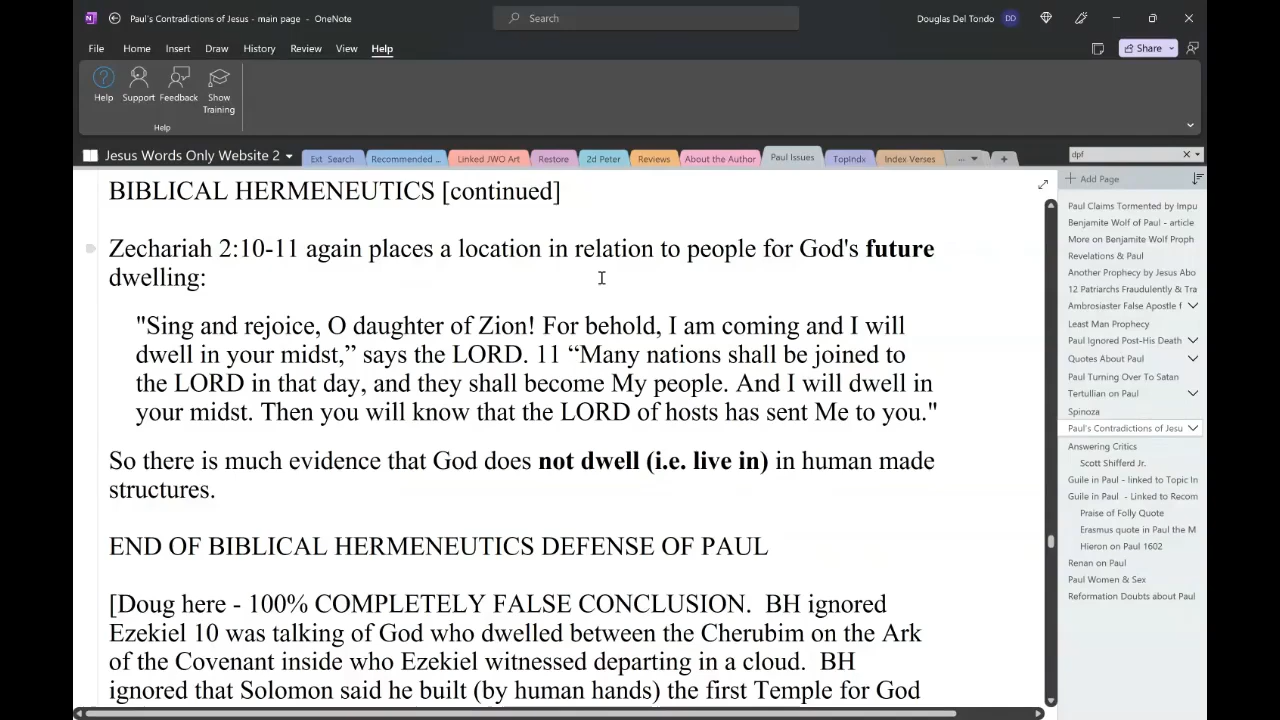 Paul's Contradictions of Jesus - main page - OneNote
Search
Douglas Del Tondo
DD
File Home Insert Draw History Review View Help
Share
Help Support Feedback Show Training
Help
Jesus Words Only Website 2
Ext Search Recommended ... Linked JWO Art Restore 2d Peter Reviews About the Author Paul Issues TopIndx Index Verses ... +
dpf
Add Page
BIBLICAL HERMENEUTICS [continued]
Zechariah 2:10-11 again places a location in relation to people for God's future
dwelling:
"Sing and rejoice, O daughter of Zion! For behold, I am coming and I will
dwell in your midst,” says the LORD. 11 “Many nations shall be joined to
the LORD in that day, and they shall become My people. And I will dwell in
your midst. Then you will know that the LORD of hosts has sent Me to you."
So there is much evidence that God does not dwell (i.e. live in) in human made
structures.
END OF BIBLICAL HERMENEUTICS DEFENSE OF PAUL
[Doug here - 100% COMPLETELY FALSE CONCLUSION. BH ignored
Ezekiel 10 was talking of God who dwelled between the Cherubim on the Ark
of the Covenant inside who Ezekiel witnessed departing in a cloud. BH
ignored that Solomon said he built (by human hands) the first Temple for God
Paul Claims Tormented by Impu
Benjamite Wolf of Paul - article
More on Benjamite Wolf Proph
Revelations & Paul
Another Prophecy by Jesus Abo
12 Patriarchs Fraudulently & Tra
Ambrosiaster False Apostle f
Least Man Prophecy
Paul Ignored Post-His Death
Quotes About Paul
Paul Turning Over To Satan
Tertullian on Paul
Spinoza
Paul's Contradictions of Jesu
Answering Critics
Scott Shifferd Jr.
Guile in Paul - linked to Topic In
Guile in Paul - Linked to Recom
Praise of Folly Quote
Erasmus quote in Paul the M
Hieron on Paul 1602
Renan on Paul
Paul Women & Sex
Reformation Doubts about Paul